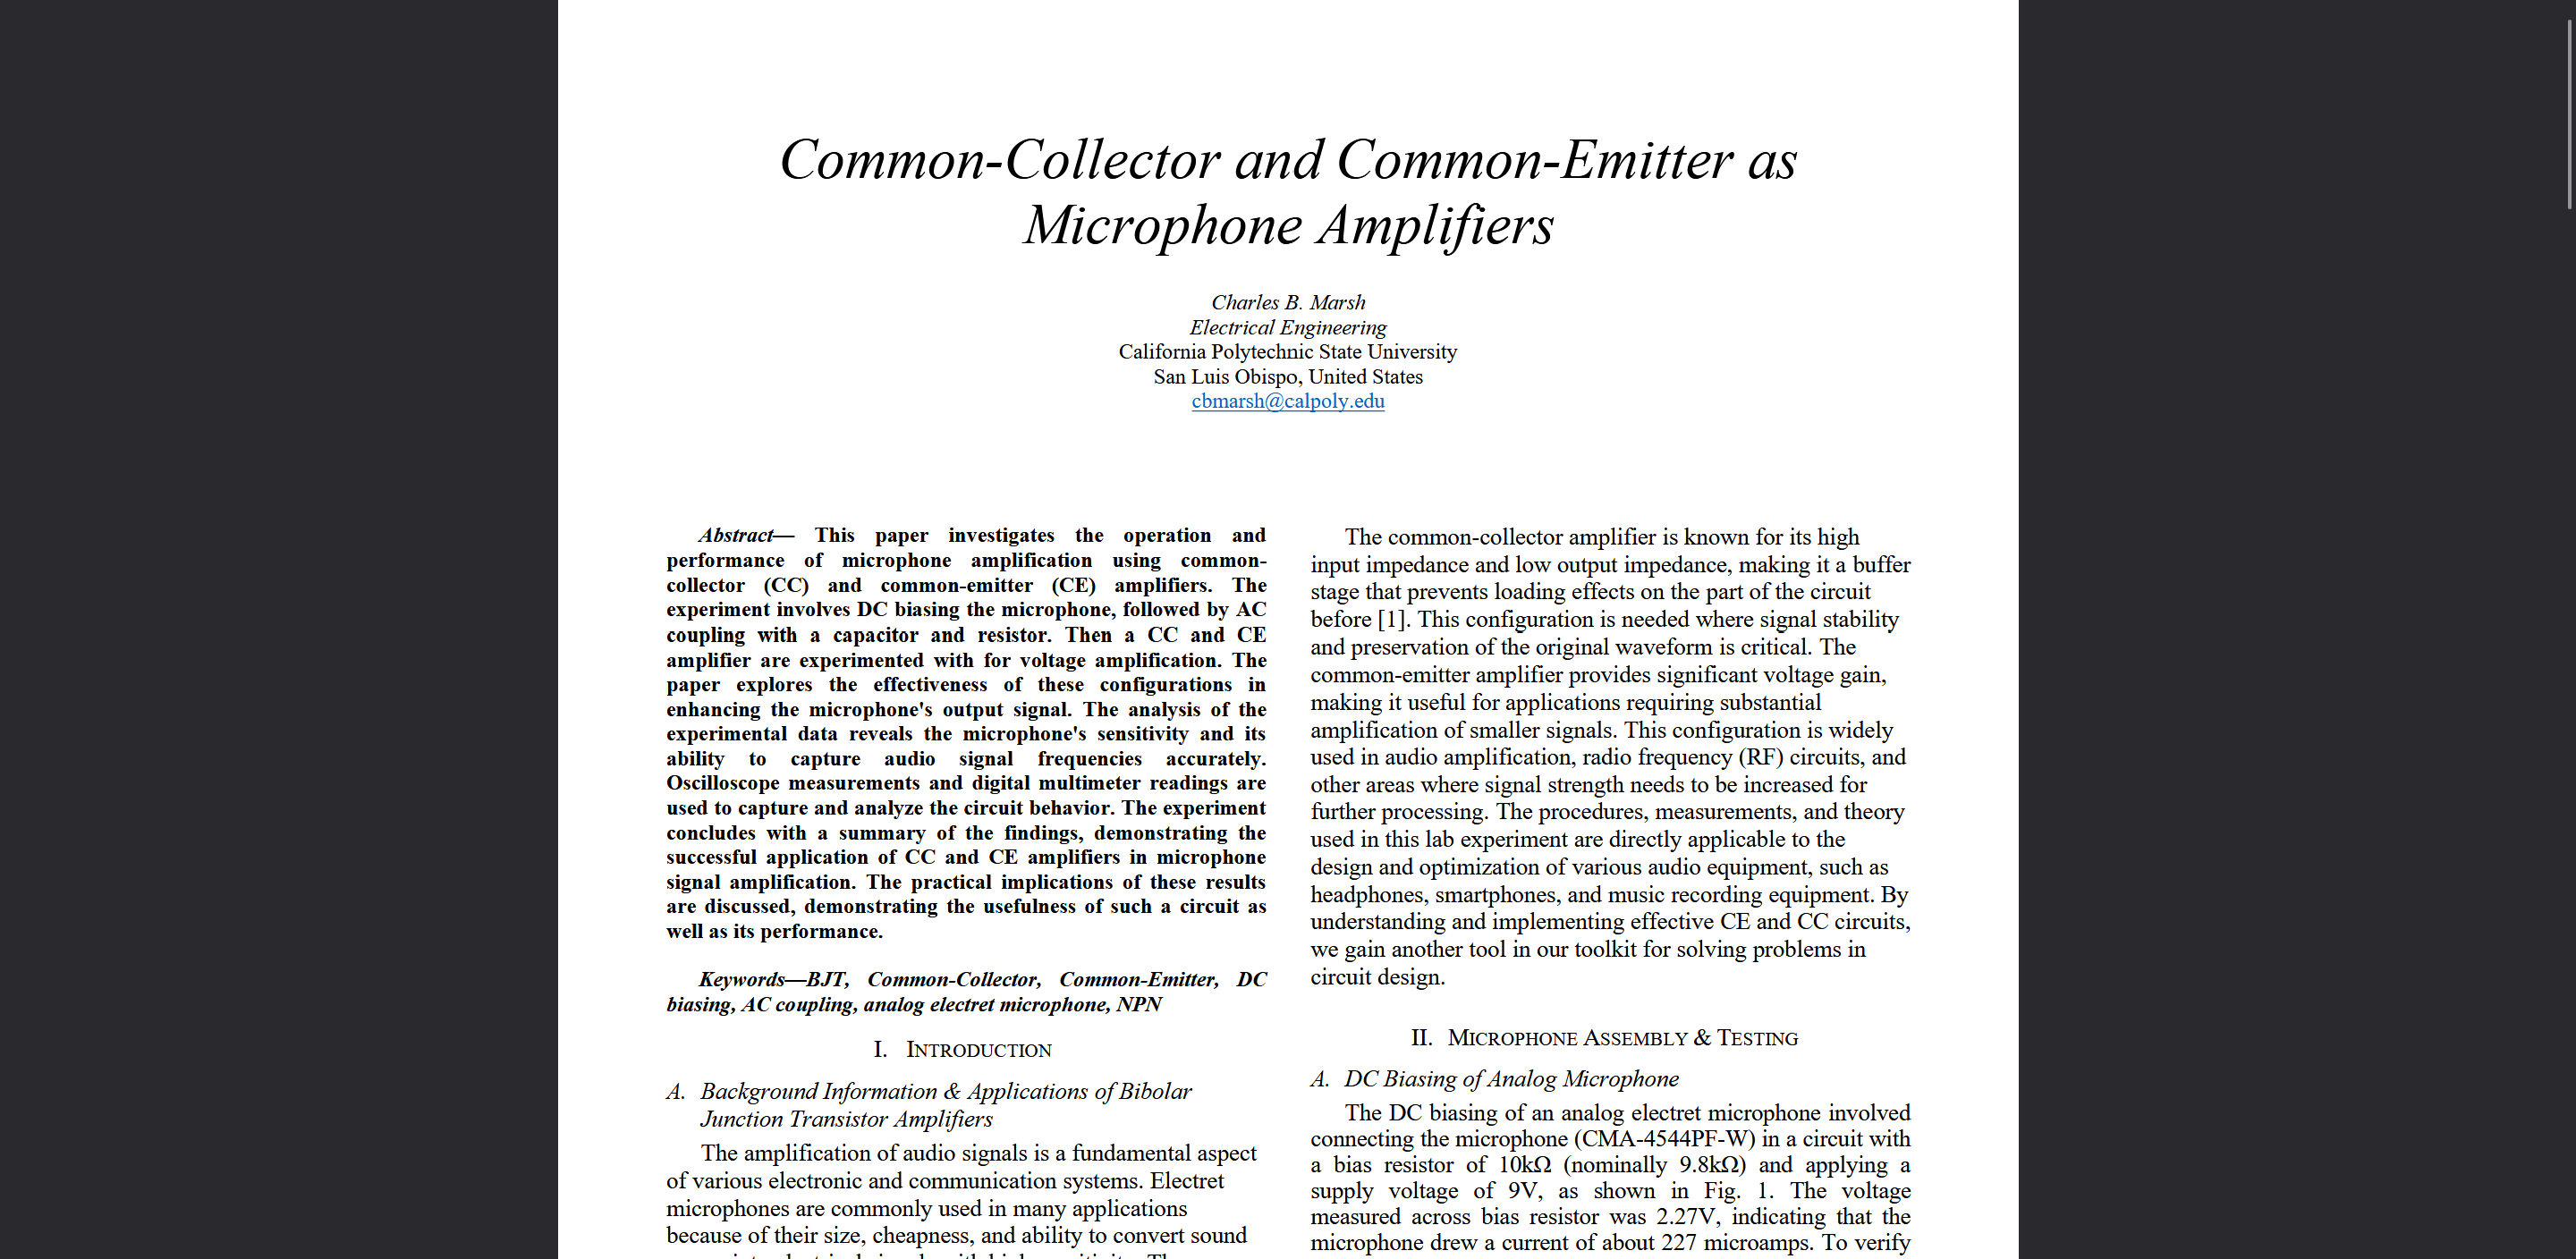 Common-Collector and Common-Emitter as
Microphone Amplifiers
Charles B. Marsh
Electrical Engineering
California Polytechnic State University
San Luis Obispo, United States
cbmarsh@calpoly.edu
Abstract— This paper investigates the operation and
performance of microphone amplification using common-
collector (CC) and common-emitter (CE) amplifiers. The
experiment involves DC biasing the microphone, followed by AC
coupling with a capacitor and resistor. Then a CC and CE
amplifier are experimented with for voltage amplification. The
paper explores the effectiveness of these configurations in
enhancing the microphone's output signal. The analysis of the
experimental data reveals the microphone's sensitivity and its
ability to capture audio signal frequencies accurately.
Oscilloscope measurements and digital multimeter readings are
used to capture and analyze the circuit behavior. The experiment
concludes with a summary of the findings, demonstrating the
successful application of CC and CE amplifiers in microphone
signal amplification. The practical implications of these results
are discussed, demonstrating the usefulness of such a circuit as
well as its performance.
Keywords—BJT, Common-Collector, Common-Emitter, DC
biasing, AC coupling, analog electret microphone, NPN
I. INTRODUCTION
A. Background Information & Applications of Bibolar
Junction Transistor Amplifiers
The amplification of audio signals is a fundamental aspect
of various electronic and communication systems. Electret
microphones are commonly used in many applications
because of their size, cheapness, and ability to convert sound
The common-collector amplifier is known for its high
input impedance and low output impedance, making it a buffer
stage that prevents loading effects on the part of the circuit
before [1]. This configuration is needed where signal stability
and preservation of the original waveform is critical. The
common-emitter amplifier provides significant voltage gain,
making it useful for applications requiring substantial
amplification of smaller signals. This configuration is widely
used in audio amplification, radio frequency (RF) circuits, and
other areas where signal strength needs to be increased for
further processing. The procedures, measurements, and theory
used in this lab experiment are directly applicable to the
design and optimization of various audio equipment, such as
headphones, smartphones, and music recording equipment. By
understanding and implementing effective CE and CC circuits,
we gain another tool in our toolkit for solving problems in
circuit design.
II. MICROPHONE ASSEMBLY & TESTING
A. DC Biasing of Analog Microphone
The DC biasing of an analog electret microphone involved
connecting the microphone (CMA-4544PF-W) in a circuit with
a bias resistor of 10kΩ (nominally 9.8kΩ) and applying a
supply voltage of 9V, as shown in Fig. 1. The voltage
measured across bias resistor was 2.27V, indicating that the
microphone drew a current of about 227 microamps. To verify